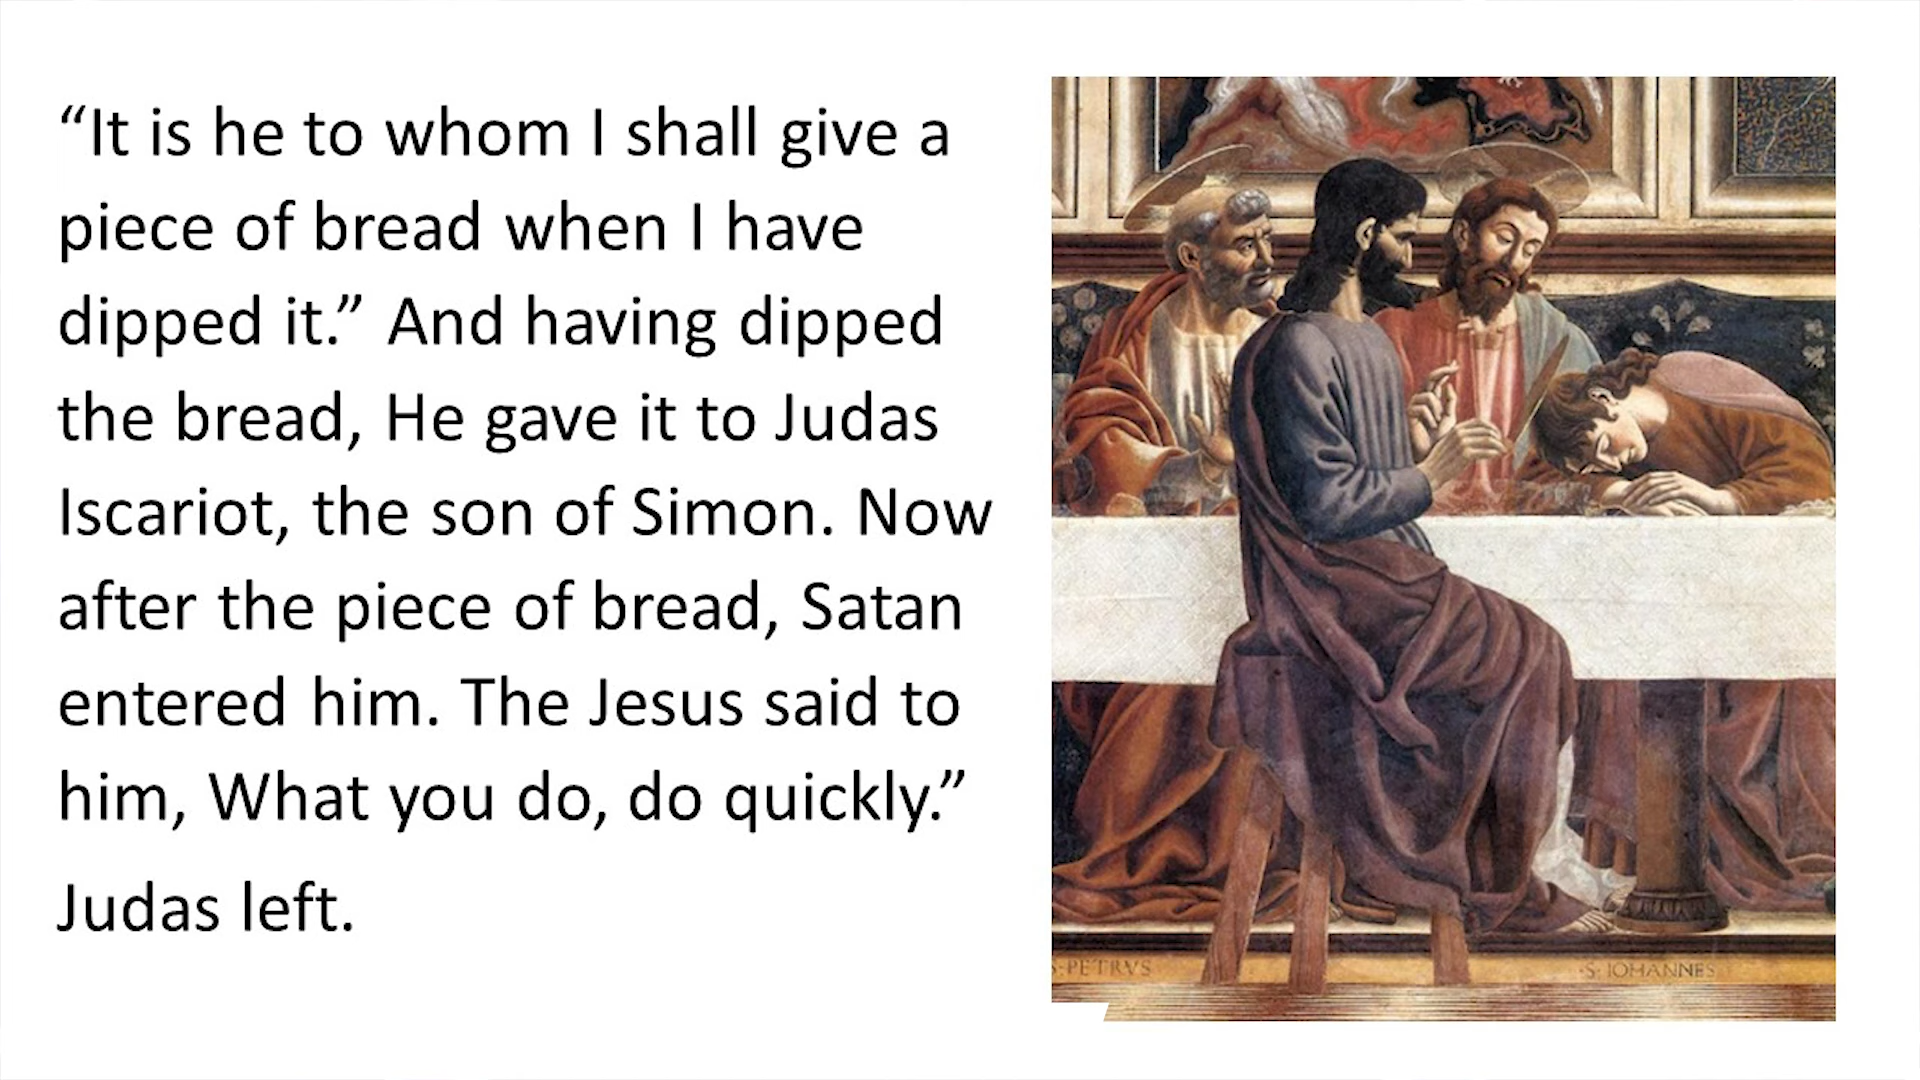 “It is he to whom I shall give a
piece of bread when I have
dipped it.” And having dipped
the bread, He gave it to Judas
Iscariot, the son of Simon. Now
after the piece of bread, Satan
entered him. The Jesus said to
him, What you do, do quickly.”
Judas left.
S·PETRVS
·S·IOHANNES